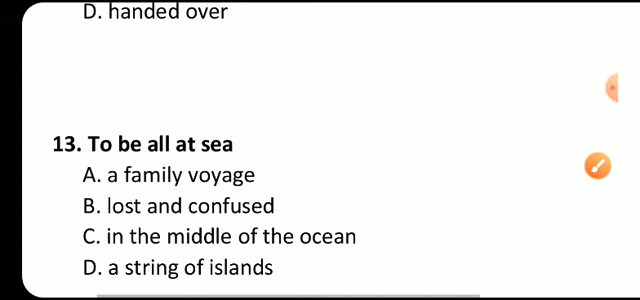 D. handed over
13. To be all at sea
A. a family voyage
B. lost and confused
C. in the middle of the ocean
D. a string of islands